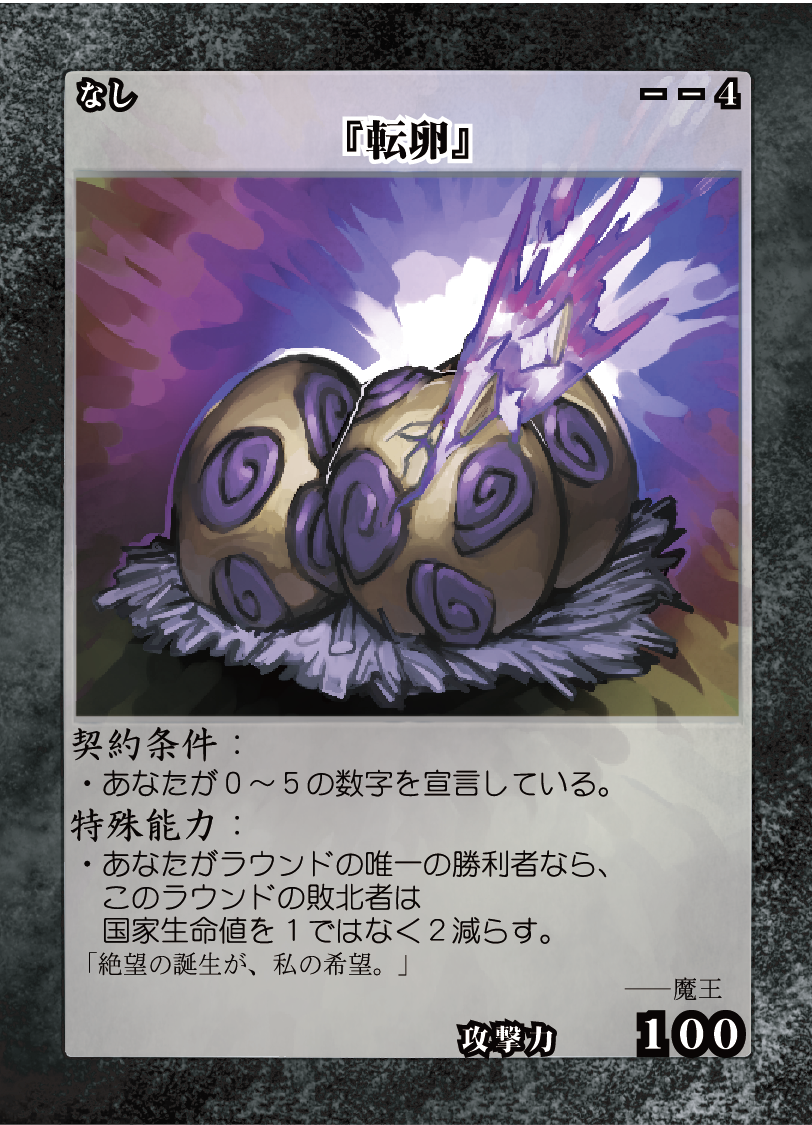 なし
－－4
『転卵』
契約条件：
・あなたが０～５の数字を宣言している。
特殊能力：
・あなたがラウンドの唯一の勝利者なら、
このラウンドの敗北者は
国家生命値を１ではなく２減らす。
「絶望の誕生が、私の希望。」
――魔王
攻撃力 100